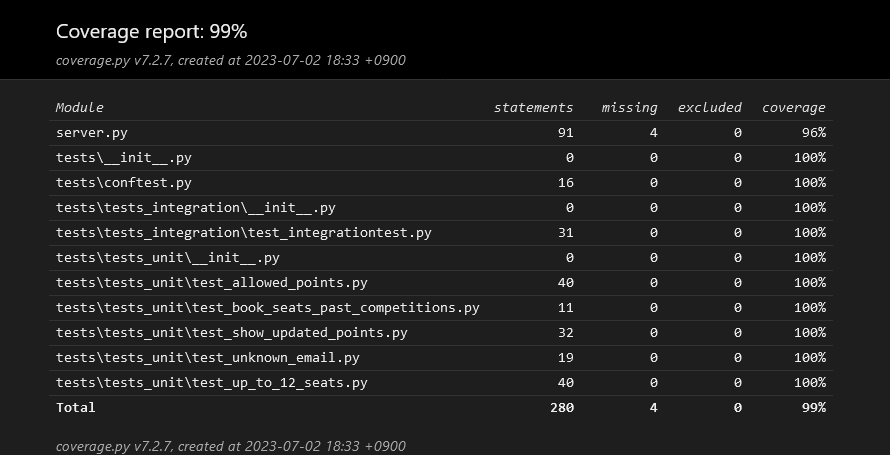 Coverage report: 99%
coverage.py v7.2.7, created at 2023-07-02 18:33 +0900
Module statements missing excluded coverage
server.py 91 4 0 96%
tests\__init__.py 0 0 0 100%
tests\conftest.py 16 0 0 100%
tests\tests_integration\__init__.py 0 0 0 100%
tests\tests_integration\test_integrationtest.py 31 0 0 100%
tests\tests_unit\__init__.py 0 0 0 100%
tests\tests_unit\test_allowed_points.py 40 0 0 100%
tests\tests_unit\test_book_seats_past_competitions.py 11 0 0 100%
tests\tests_unit\test_show_updated_points.py 32 0 0 100%
tests\tests_unit\test_unknown_email.py 19 0 0 100%
tests\tests_unit\test_up_to_12_seats.py 40 0 0 100%
Total 280 4 0 99%
coverage.py v7.2.7, created at 2023-07-02 18:33 +0900